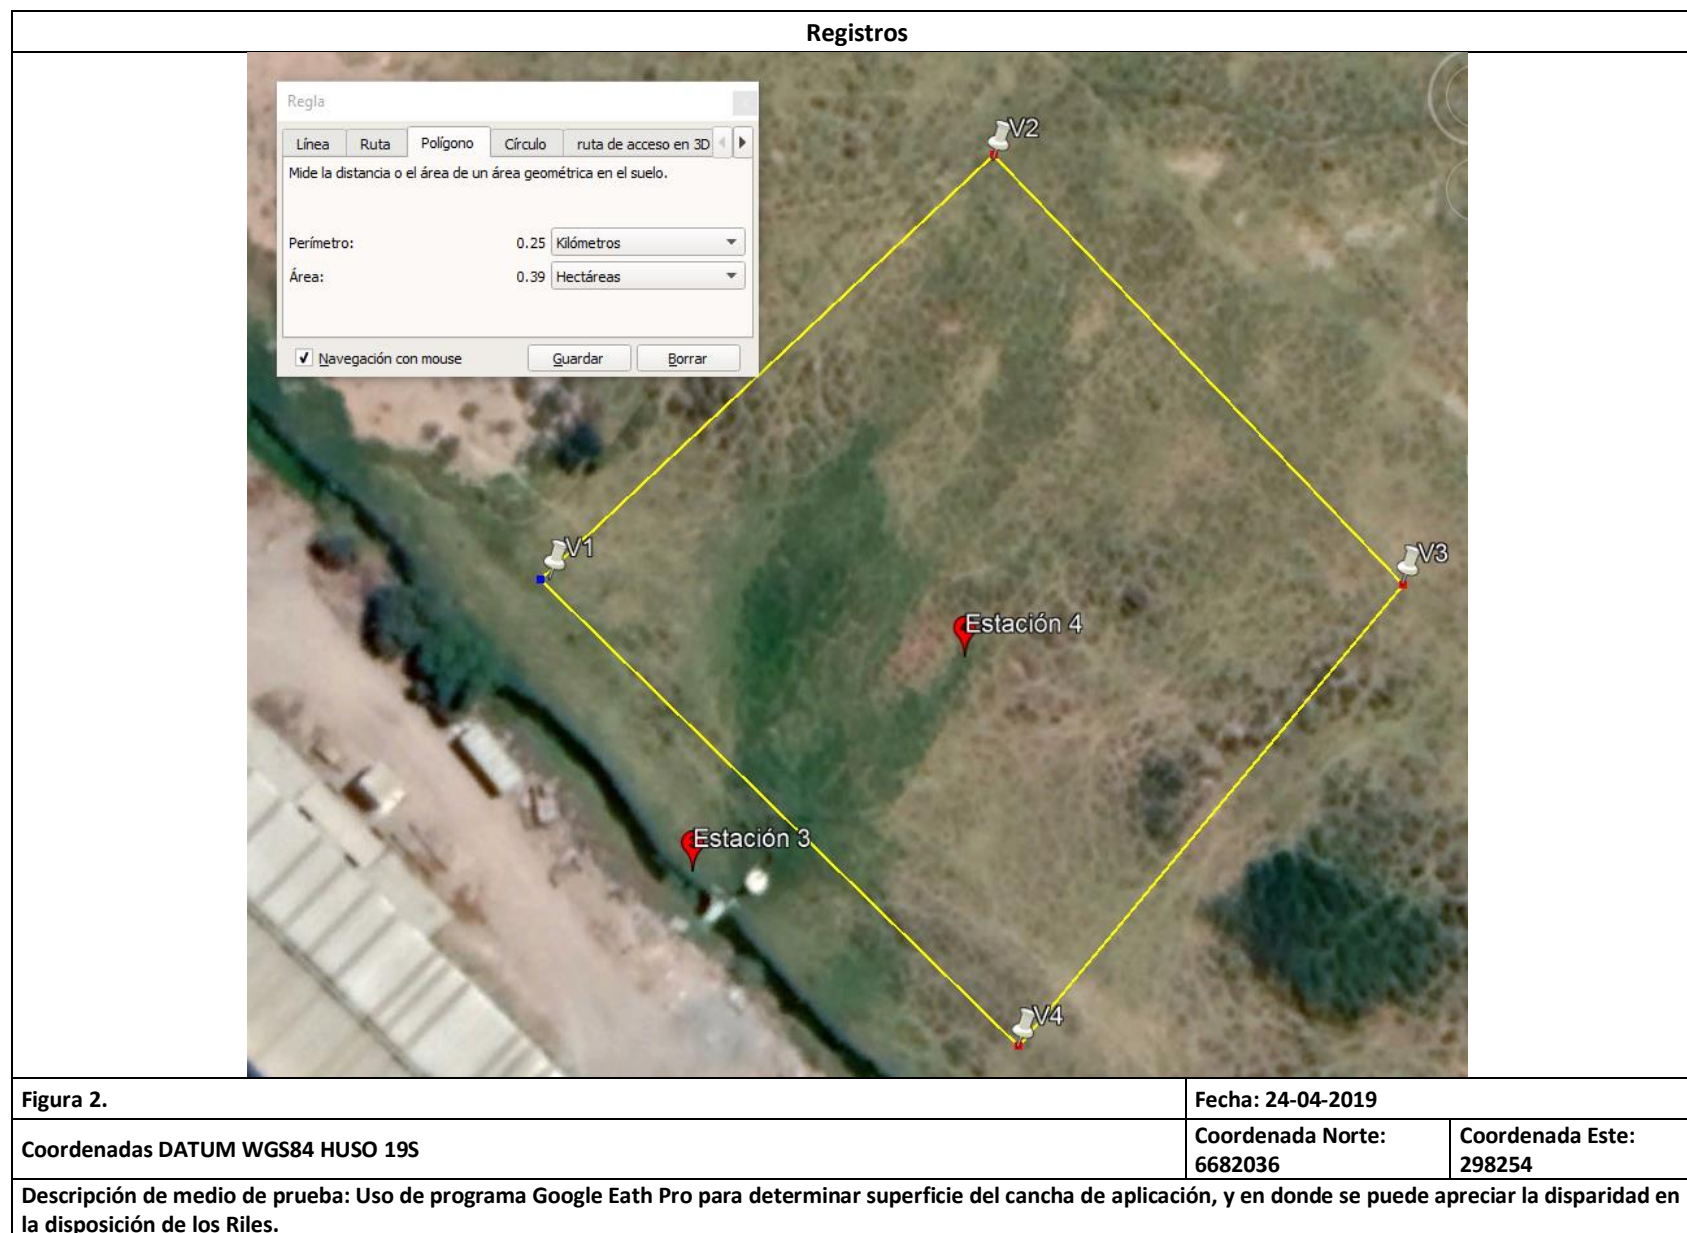 Registros
Regla
Línea Ruta Polígono Círculo ruta de acceso en 3D
Mide la distancia o el área de un área geométrica en el suelo.
Perímetro: 0.25 Kilómetros
Área: 0.39 Hectáreas
Navegación con mouse Guardar Borrar
V2
V1
V3
Estación 4
Estación 3
V4
Figura 2. Fecha: 24-04-2019
Coordenadas DATUM WGS84 HUSO 19S
Coordenada Norte:
6682036
Coordenada Este:
298254
Descripción de medio de prueba: Uso de programa Google Eath Pro para determinar superficie del cancha de aplicación, y en donde se puede apreciar la disparidad en
la disposición de los Riles.